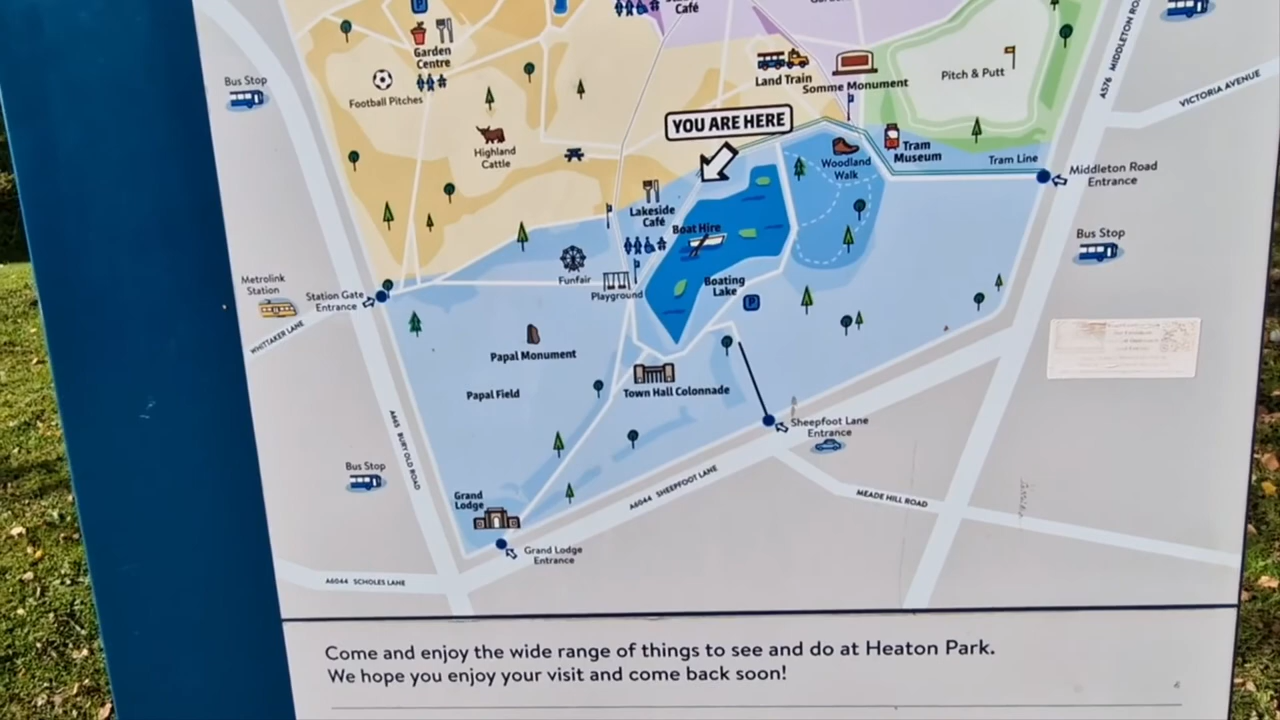 Café
P
Garden
Centre
Land Train
Somme Monument
Pitch & Putt
A576 MIDDLETON
VICTORIA AVENUE
Bus Stop
Football Pitches
YOU ARE HERE
Highland
Cattle
Woodland
Walk
Tram
Museum
Tram Line
Middleton Road
Entrance
Lakeside
Café
Boat Hire
Bus Stop
Metrolink
Station
Station Gate
Entrance
Funfair
Playground
Boating
Lake
P
WHITTAKER LANE
Papal Monument
Papal Field
Town Hall Colonnade
A665 BURY OLD ROAD
Sheepfoot Lane
Entrance
Bus Stop
A6044 SHEEPFOOT LANE
MEADE HILL ROAD
Grand
Lodge
Grand Lodge
Entrance
A6044 SCHOLES LANE
Come and enjoy the wide range of things to see and do at Heaton Park.
We hope you enjoy your visit and come back soon!